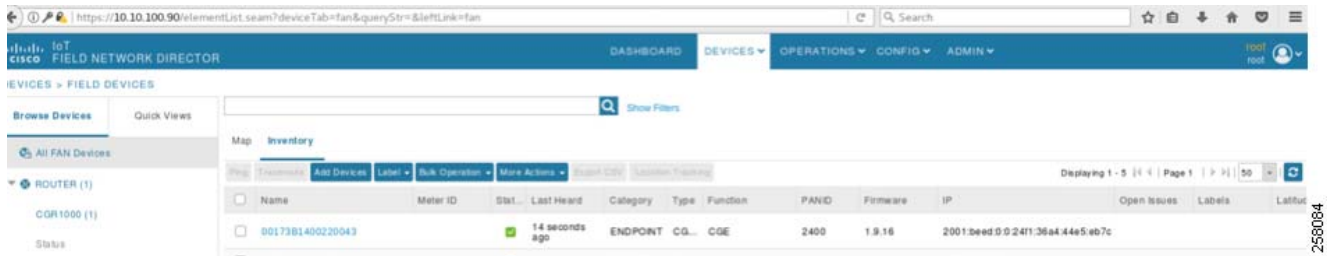 https://10.10.100.90/elementList.seam?deviceTab=fan&queryStr=&leftLink=fan
Search
cisco IoT
FIELD NETWORK DIRECTOR
DASHBOARD DEVICES OPERATIONS CONFIG ADMIN
root
root
DEVICES > FIELD DEVICES
Browse Devices Quick Views
Show Filters
Map Inventory
All FAN Devices
Ping Traceroute Add Devices Label Bulk Operation More Actions Export CSV Location Tracking
Displaying 1 - 5 Page 1 50
ROUTER (1)
Name Meter ID Stat... Last Heard Category Type Function PANID Firmware IP Open Issues Labels Latitud
CGR1000 (1)
00173B1400220043 14 seconds ago ENDPOINT CG... CGE 2400 1.9.16 2001:beed:0:0:24f1:36a4:44e5:eb7c
Status
258084